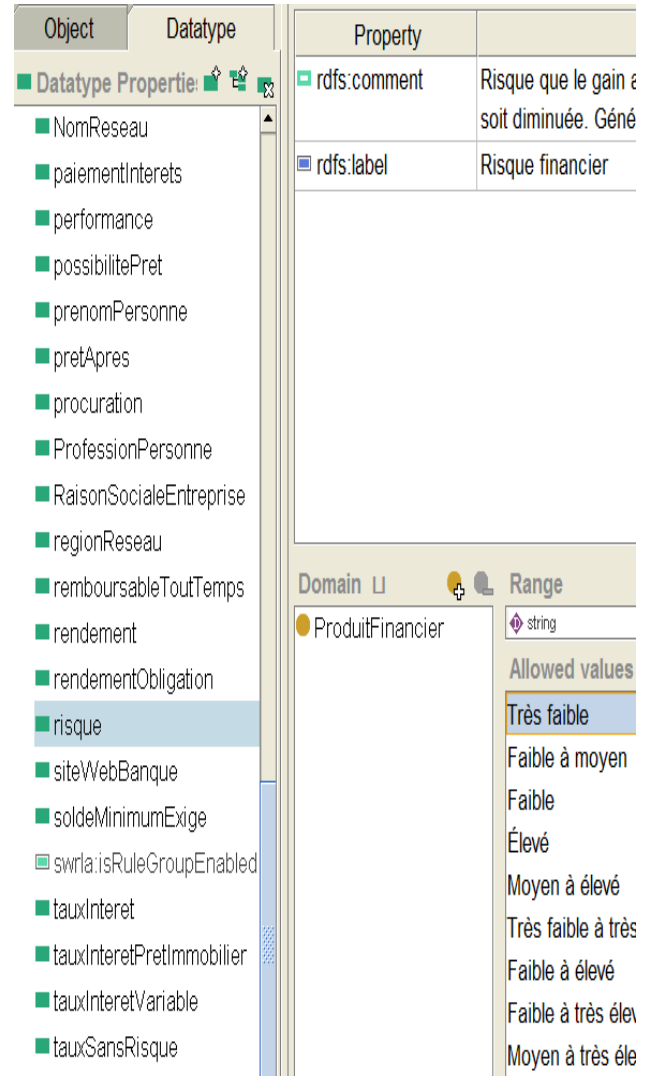 Object
Datatype
Datatype Propertie
NomReseau
paiementInterets
performance
possibilitePret
prenomPersonne
pretApres
procuration
ProfessionPersonne
RaisonSocialeEntreprise
regionReseau
remboursableToutTemps
rendement
rendementObligation
risque
siteWebBanque
soldeMinimumExige
swrla:isRuleGroupEnabled
tauxInteret
tauxInteretPretImmobilier
tauxInteretVariable
tauxSansRisque
Property
rdfs:comment
Risque que le gain
soit diminuée. Géné
rdfs:label
Risque financier
Domain ⊔
ProduitFinancier
Range
string
Allowed values
Très faible
Faible à moyen
Faible
Élevé
Moyen à élevé
Très faible à très
Faible à élevé
Faible à très élev
Moyen à très éle